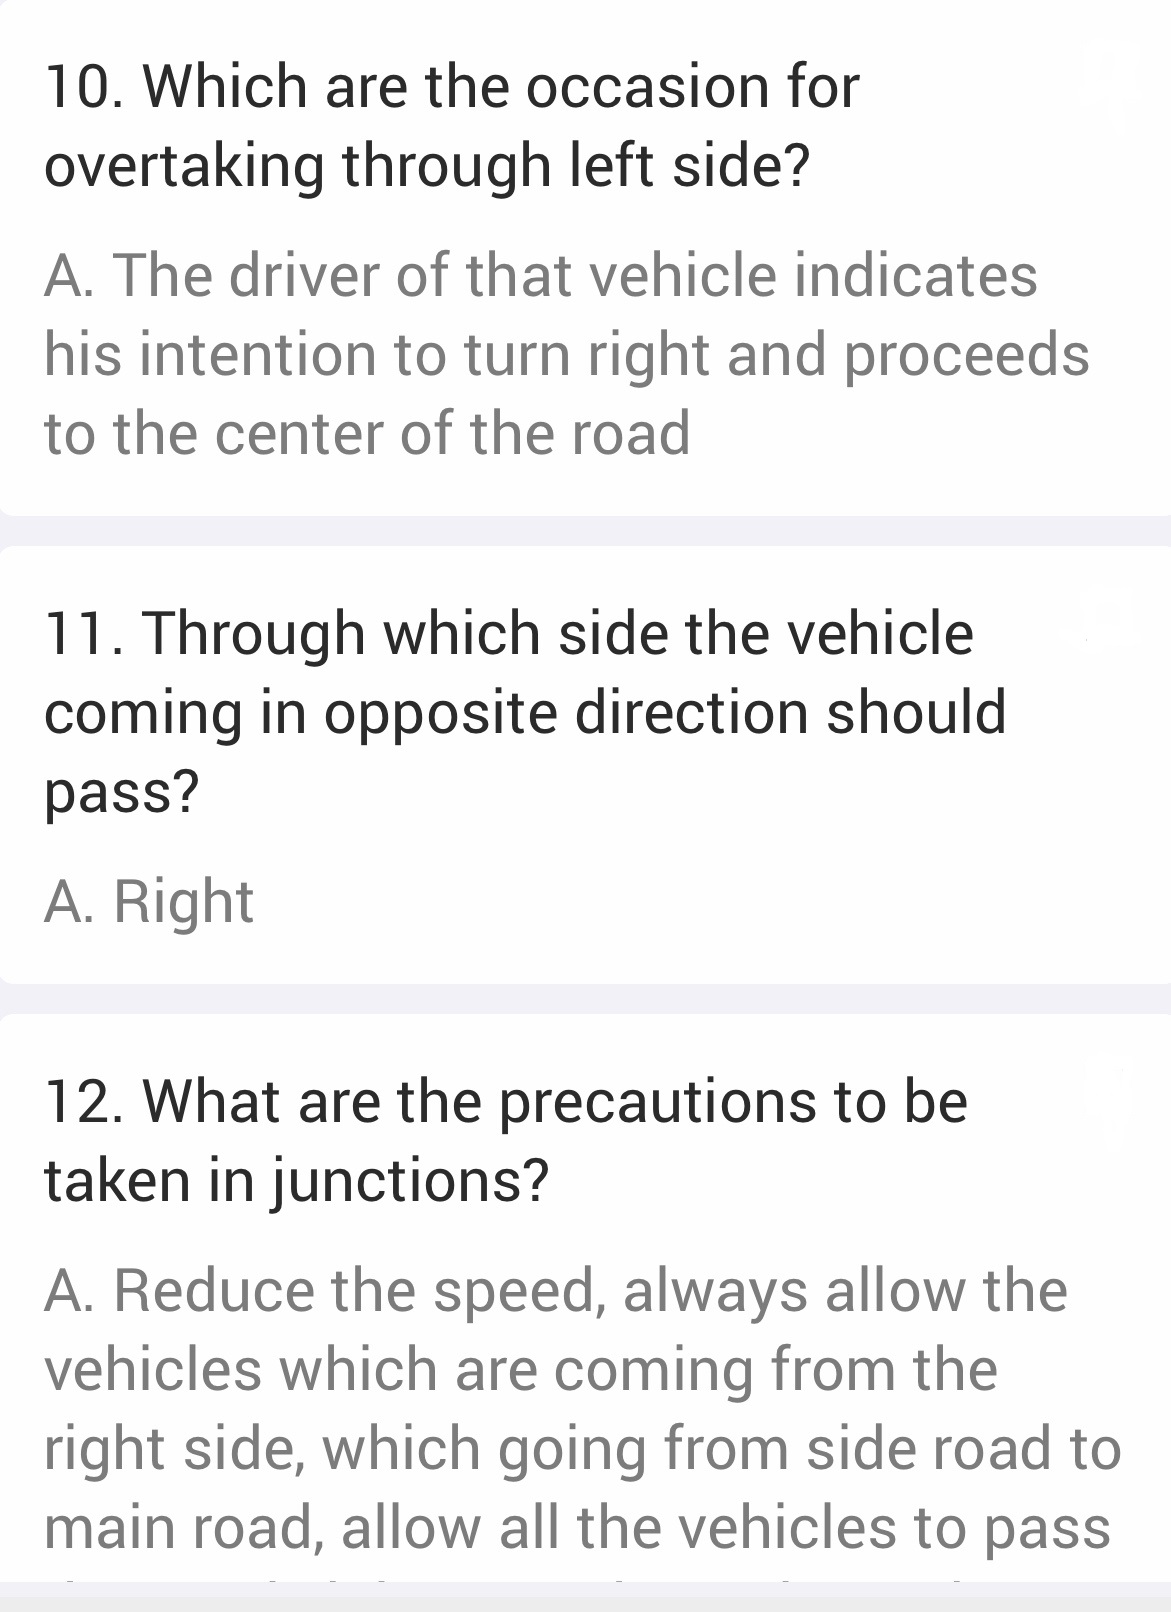 10. Which are the occasion for
overtaking through left side?
A. The driver of that vehicle indicates
his intention to turn right and proceeds
to the center of the road
11. Through which side the vehicle
coming in opposite direction should
pass?
A. Right
12. What are the precautions to be
taken in junctions?
A. Reduce the speed, always allow the
vehicles which are coming from the
right side, which going from side road to
main road, allow all the vehicles to pass